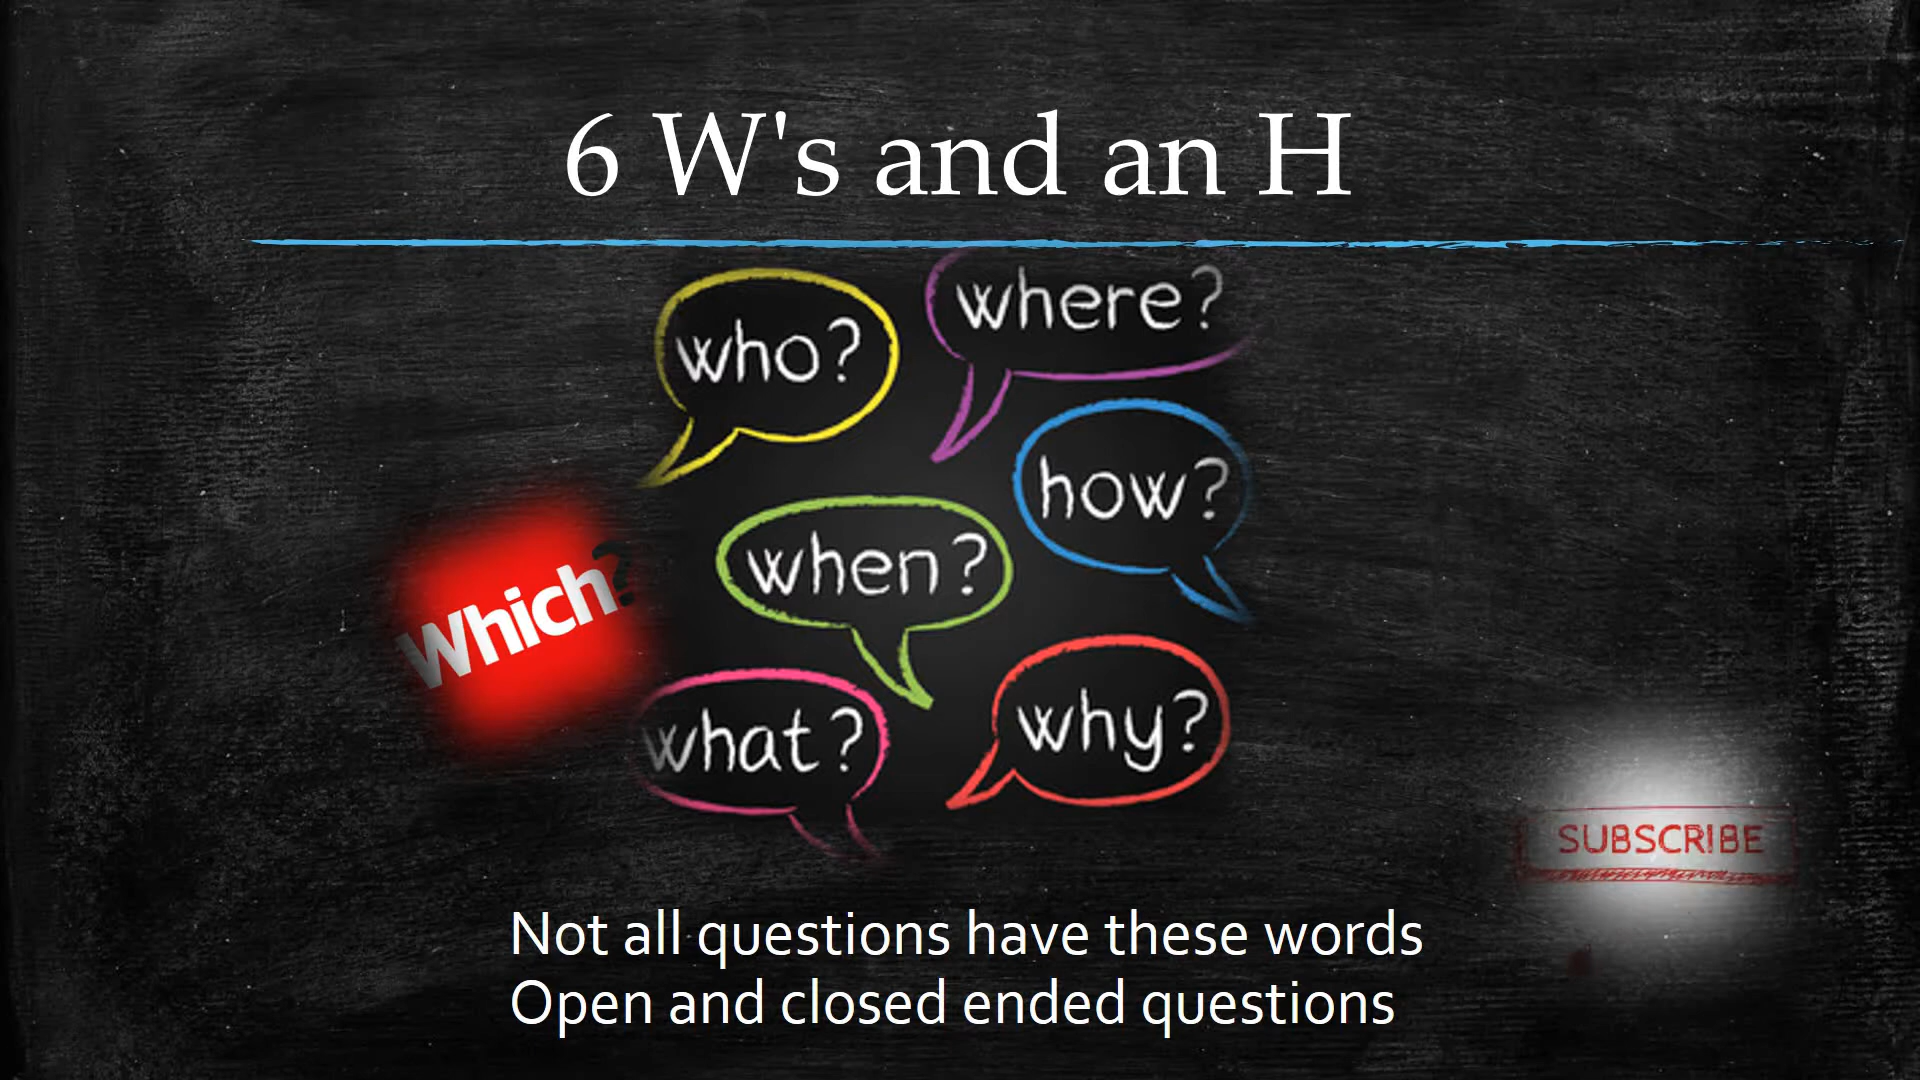 6 W's and an H
who?
where?
how?
when?
Which?
what?
why?
SUBSCRIBE
Not all questions have these words
Open and closed ended questions